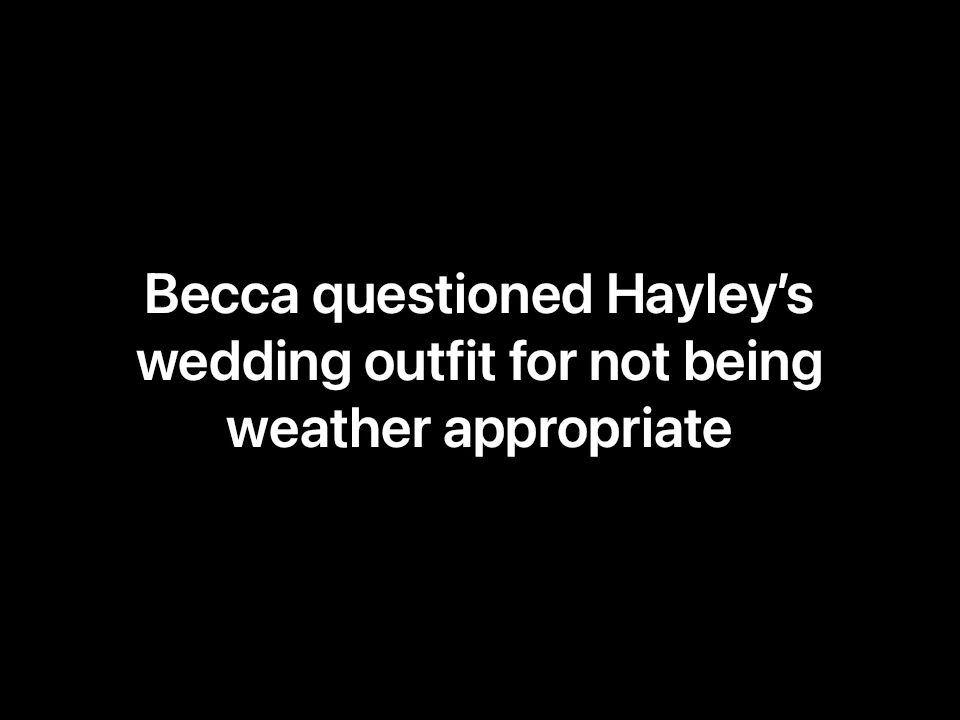 Becca questioned Hayley’s
wedding outfit for not being
weather appropriate